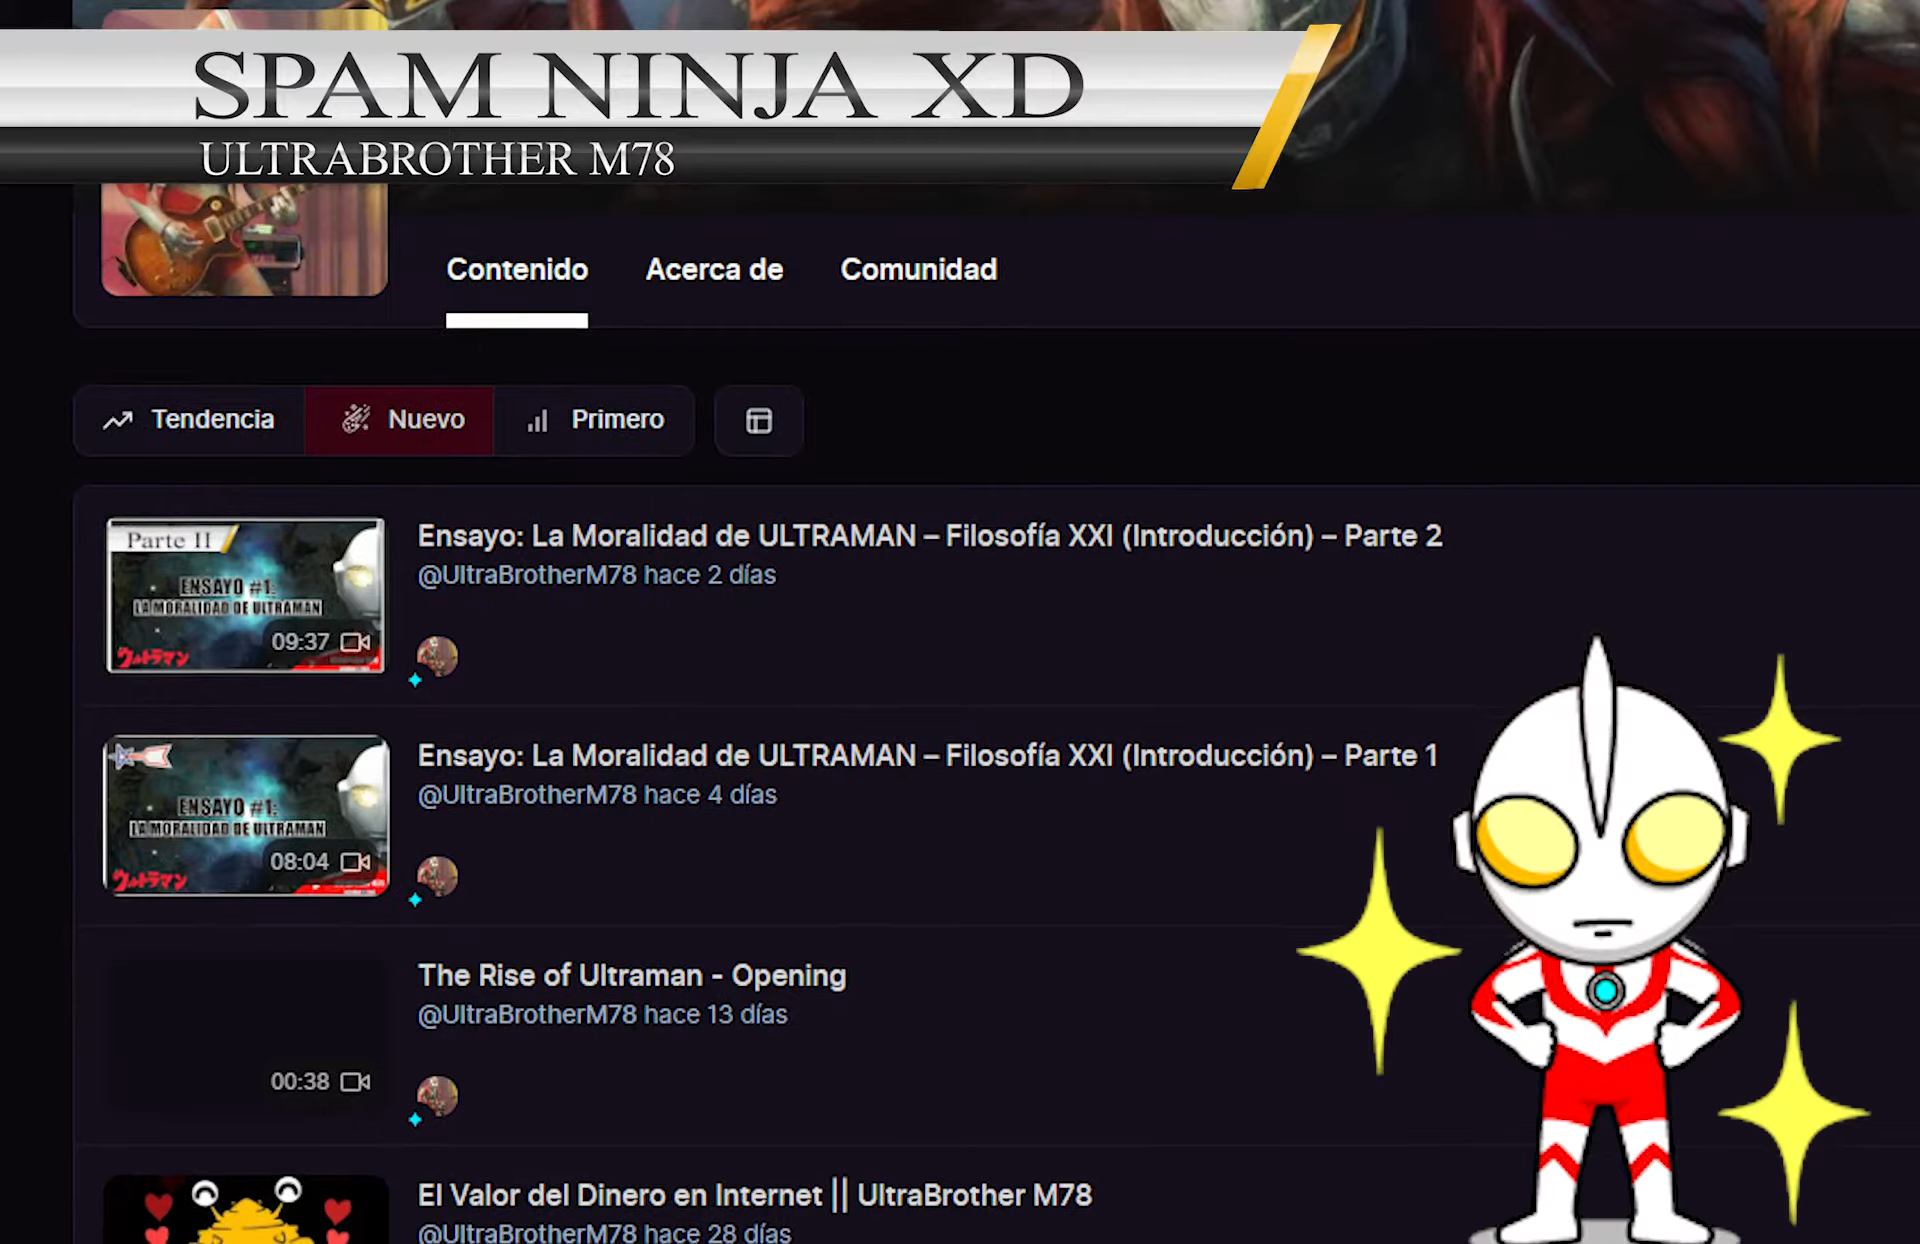 SPAM NINJA XD
ULTRABROTHER M78
Contenido Acerca de Comunidad
Tendencia Nuevo Primero
Parte II
ENSAYO #1:
LA MORALIDAD DE ULTRAMAN
09:37
ウルトラマン
Ensayo: La Moralidad de ULTRAMAN – Filosofía XXI (Introducción) – Parte 2
@UltraBrotherM78 hace 2 días
ENSAYO #1:
LA MORALIDAD DE ULTRAMAN
08:04
ウルトラマン
Ensayo: La Moralidad de ULTRAMAN – Filosofía XXI (Introducción) – Parte 1
@UltraBrotherM78 hace 4 días
The Rise of Ultraman - Opening
@UltraBrotherM78 hace 13 días
00:38
El Valor del Dinero en Internet || UltraBrother M78
@UltraBrotherM78 hace 28 días